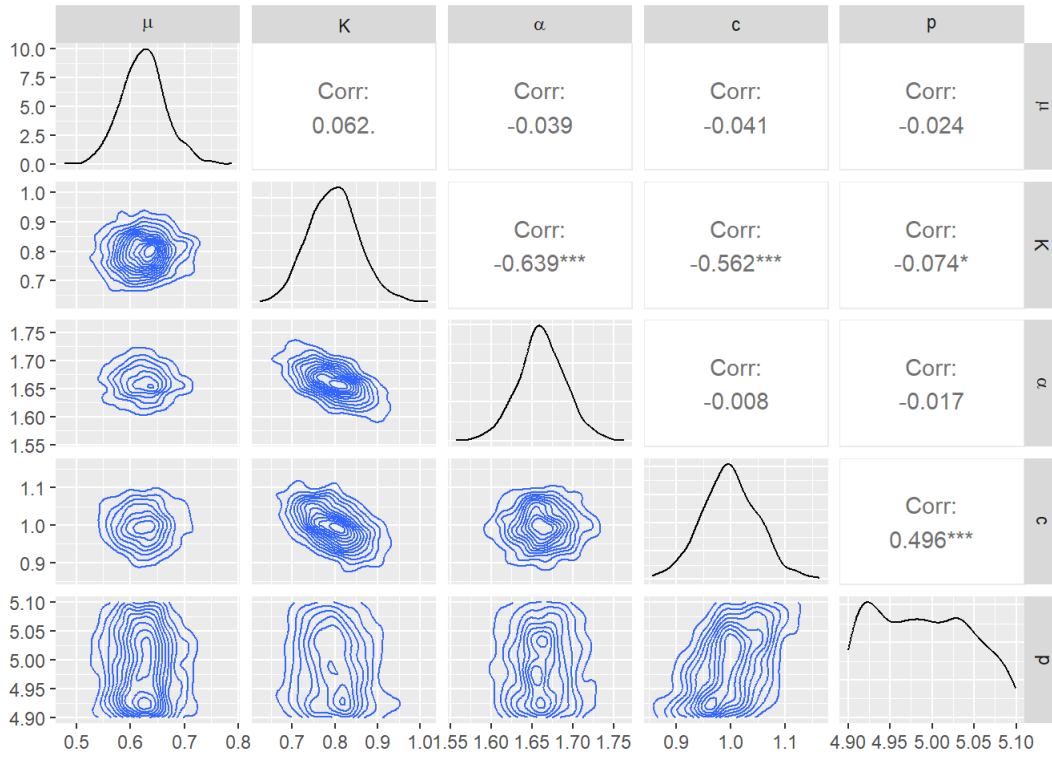 μ K α c p
10.0
7.5
5.0
2.5
0.0
Corr:
0.062.
Corr:
-0.039
Corr:
-0.041
Corr:
-0.024
μ
1.0
0.9
0.8
0.7
Corr:
-0.639***
Corr:
-0.562***
Corr:
-0.074*
K
1.75
1.70
1.65
1.60
1.55
Corr:
-0.008
Corr:
-0.017
α
1.1
1.0
0.9
Corr:
0.496***
c
5.10
5.05
5.00
4.95
4.90
p
0.5 0.6 0.7 0.8 0.7 0.8 0.9 1.0 1.55 1.60 1.65 1.70 1.75 0.9 1.0 1.1 4.90 4.95 5.00 5.05 5.10